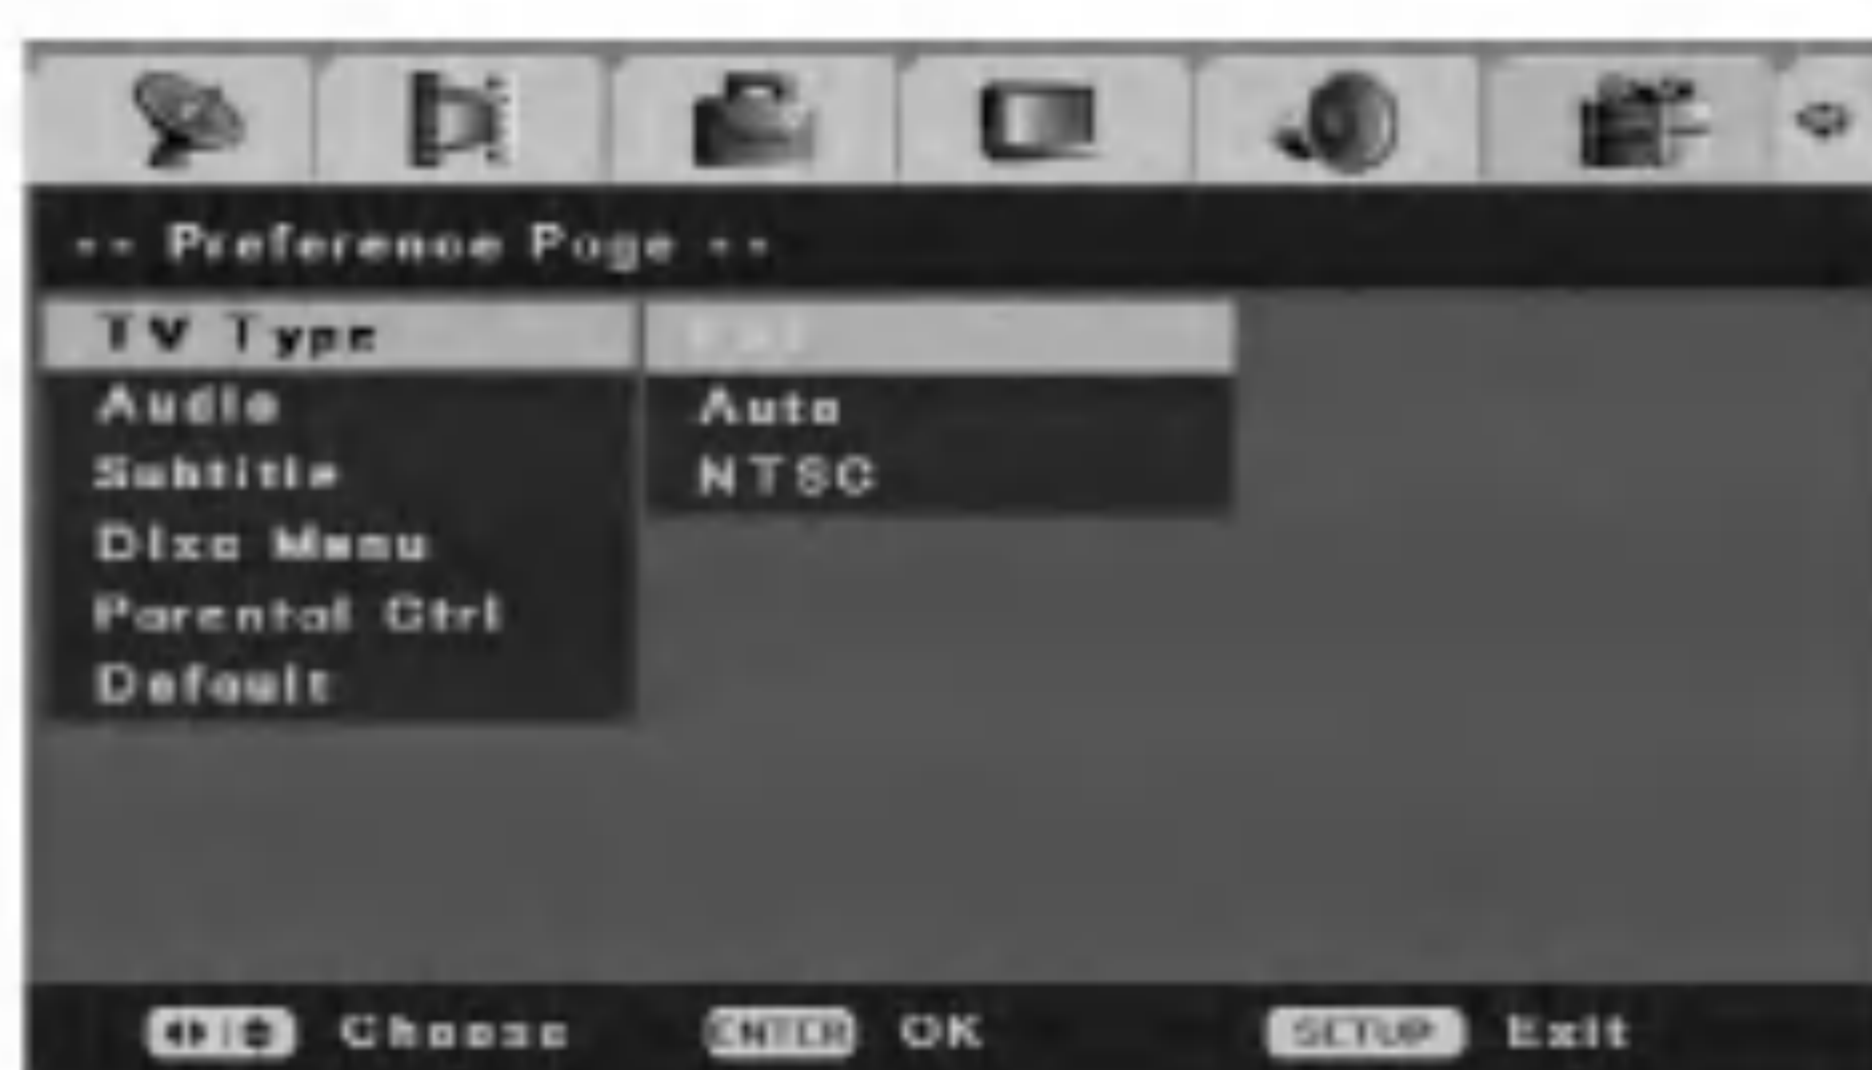 -- Preference Page --
TV Type
Audio
Subtitle
Disc Menu
Parental Ctrl
Default
Auto
NTSC
Choose
ENTER OK
SETUP Exit